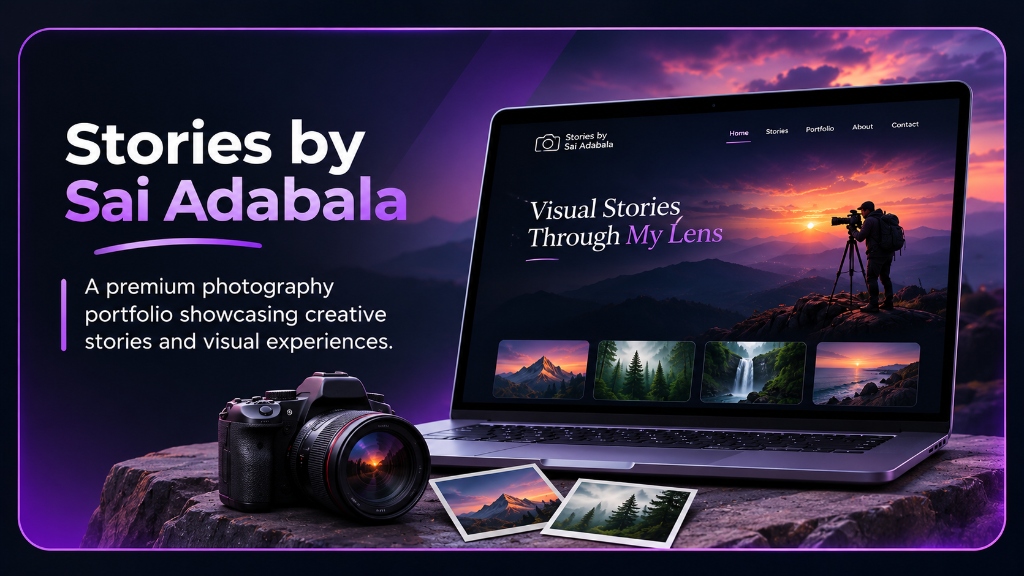 Stories by
Sai Adabala
A premium photography
portfolio showcasing creative
stories and visual experiences.
Stories by
Sai Adabala
Home
Stories
Portfolio
About
Contact
Visual Stories
Through My Lens